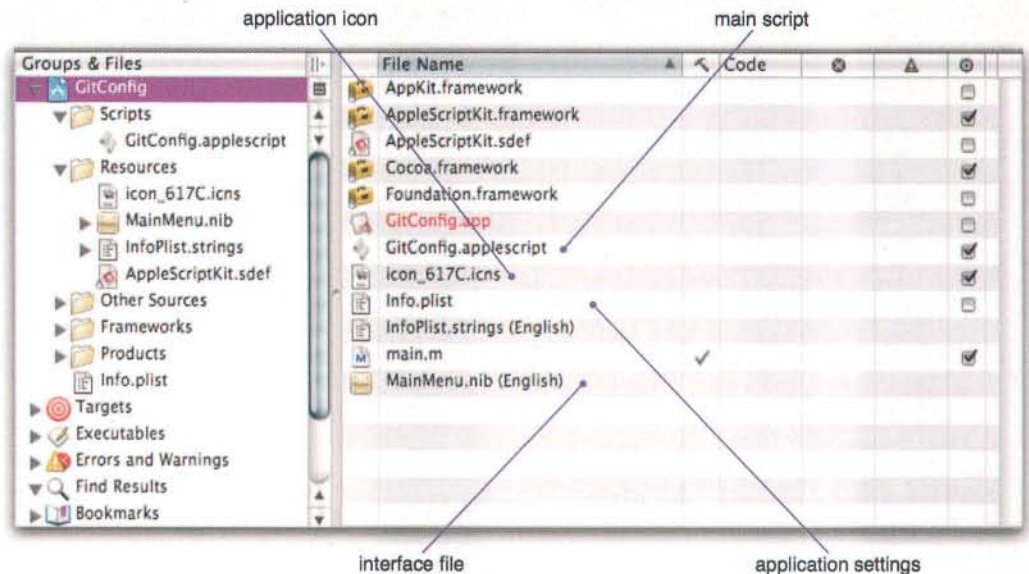 application icon
main script
Groups & Files
GitConfig
Scripts
GitConfig.applescript
Resources
icon_617C.icns
MainMenu.nib
InfoPlist.strings
AppleScriptKit.sdef
Other Sources
Frameworks
Products
Info.plist
Targets
Executables
Errors and Warnings
Find Results
Bookmarks
File Name
Code
AppKit.framework
AppleScriptKit.framework
AppleScriptKit.sdef
Cocoa.framework
Foundation.framework
GitConfig.app
GitConfig.applescript
icon_617C.icns
Info.plist
InfoPlist.strings (English)
main.m
MainMenu.nib (English)
interface file
application settings